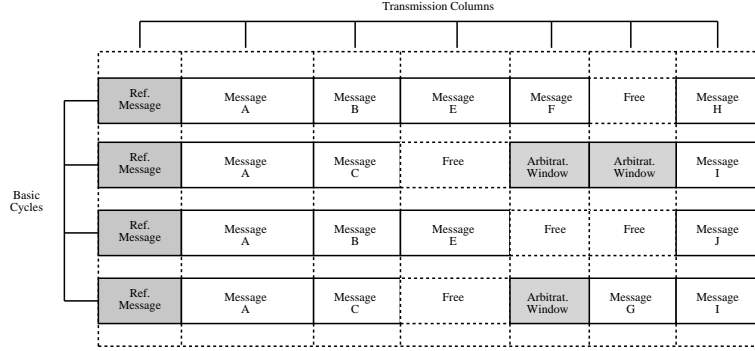 Transmission Columns
Ref.
Message
Message
A
Message
B
Message
E
Message
F
Free
Message
H
Ref.
Message
Message
A
Message
C
Free
Arbitrat.
Window
Arbitrat.
Window
Message
I
Basic
Cycles
Ref.
Message
Message
A
Message
B
Message
E
Free
Free
Message
J
Ref.
Message
Message
A
Message
C
Free
Arbitrat.
Window
Message
G
Message
I